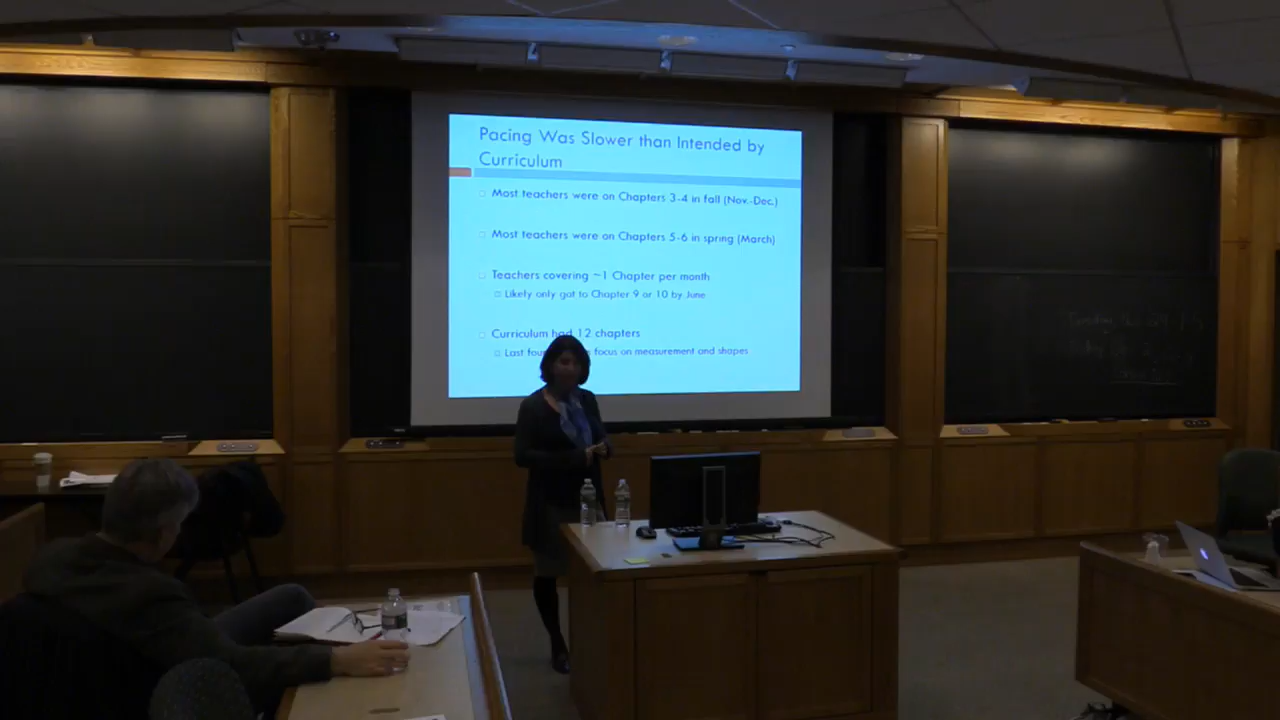 Pacing Was Slower than Intended by
Curriculum
Most teachers were on Chapters 3-4 in fall (Nov.-Dec.)
Most teachers were on Chapters 5-6 in spring (March)
Teachers covering ~1 Chapter per month
Likely only got to Chapter 9 or 10 by June
Curriculum had 12 chapters
Last focus on measurement and shapes